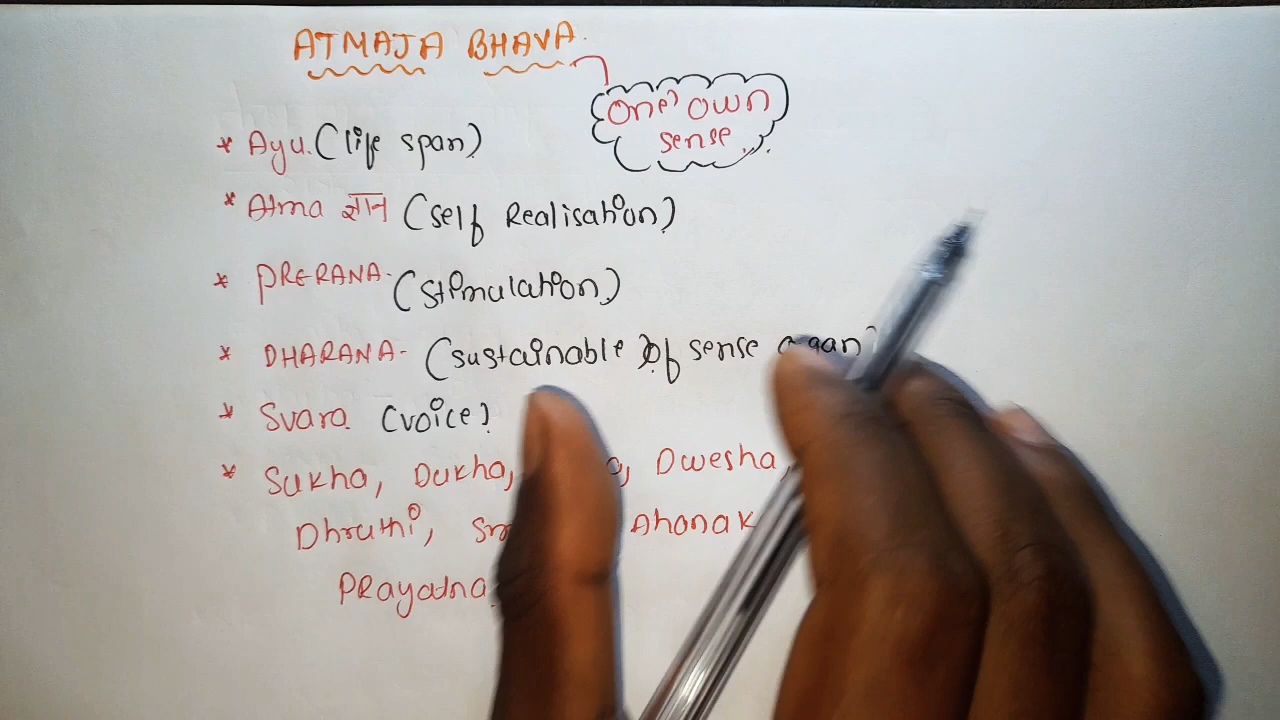 ATMAJA BHAVA.
One's own
sense
* Ayu. (life span)
* Atma ज्ञान (self Realisation)
* PRERANA - (stimulation)
* DHARANA - (sustainable of sense
* Svara (voice)
* Sukha, Dukha, Dwesha,
Dhruthi,
Prayatna